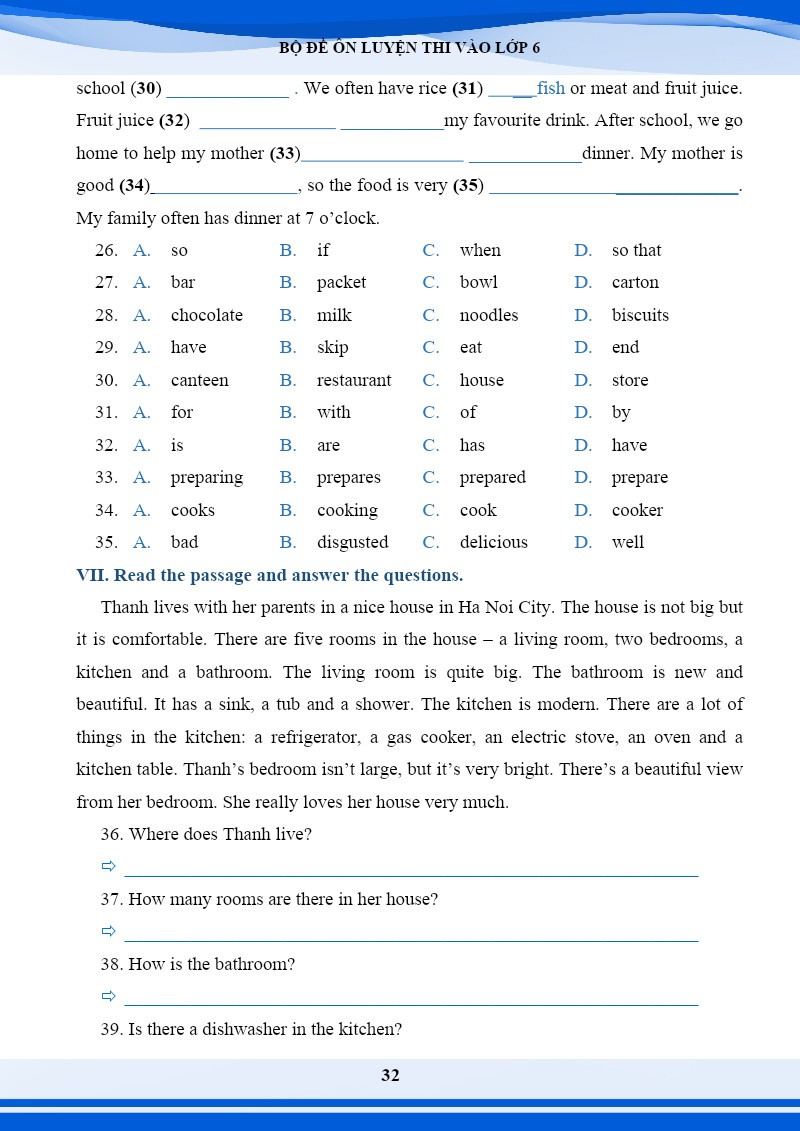 BỘ ĐỀ ÔN LUYỆN THI VÀO LỚP 6
school (30) _____________ . We often have rice (31) _____ fish or meat and fruit juice.
Fruit juice (32) ______________ ___________my favourite drink. After school, we go
home to help my mother (33)_________________ ____________dinner. My mother is
good (34)________________, so the food is very (35) __________________________.
My family often has dinner at 7 o’clock.
26. A. so B. if C. when D. so that
27. A. bar B. packet C. bowl D. carton
28. A. chocolate B. milk C. noodles D. biscuits
29. A. have B. skip C. eat D. end
30. A. canteen B. restaurant C. house D. store
31. A. for B. with C. of D. by
32. A. is B. are C. has D. have
33. A. preparing B. prepares C. prepared D. prepare
34. A. cooks B. cooking C. cook D. cooker
35. A. bad B. disgusted C. delicious D. well
VII. Read the passage and answer the questions.
Thanh lives with her parents in a nice house in Ha Noi City. The house is not big but
it is comfortable. There are five rooms in the house – a living room, two bedrooms, a
kitchen and a bathroom. The living room is quite big. The bathroom is new and
beautiful. It has a sink, a tub and a shower. The kitchen is modern. There are a lot of
things in the kitchen: a refrigerator, a gas cooker, an electric stove, an oven and a
kitchen table. Thanh’s bedroom isn’t large, but it’s very bright. There’s a beautiful view
from her bedroom. She really loves her house very much.
36. Where does Thanh live?
⇨ ____________________________________________________________
37. How many rooms are there in her house?
⇨ ____________________________________________________________
38. How is the bathroom?
⇨ ____________________________________________________________
39. Is there a dishwasher in the kitchen?
32